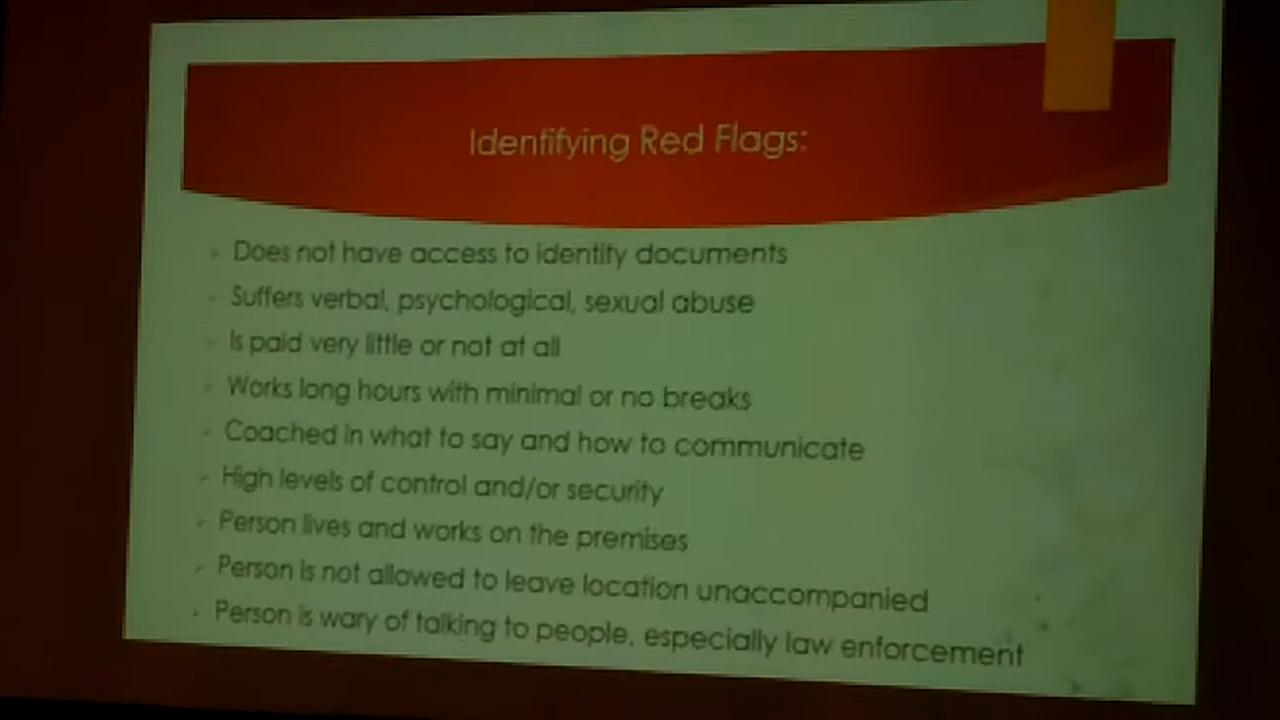 Identifying Red Flags:
Does not have access to identity documents
Suffers verbal, psychological, sexual abuse
Is paid very little or not at all
Works long hours with minimal or no breaks
Coached in what to say and how to communicate
High levels of control and/or security
Person lives and works on the premises
Person is not allowed to leave location unaccompanied
Person is wary of talking to people, especially law enforcement